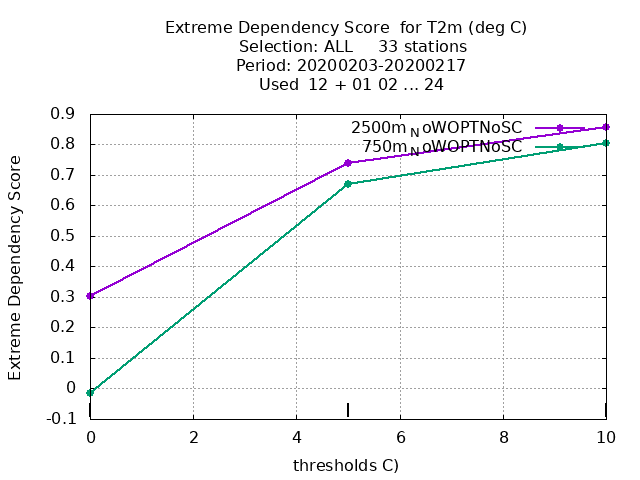 Extreme Dependency Score  for T2m (deg C)
Selection: ALL     33 stations
Period: 20200203-20200217
Used  12 + 01 02 ... 24
2500mNoWOPTNoSC
750mNoWOPTNoSC
Extreme Dependency Score
0.9
0.8
0.7
0.6
0.5
0.4
0.3
0.2
0.1
0
-0.1
0 2 4 6 8 10
thresholds C)